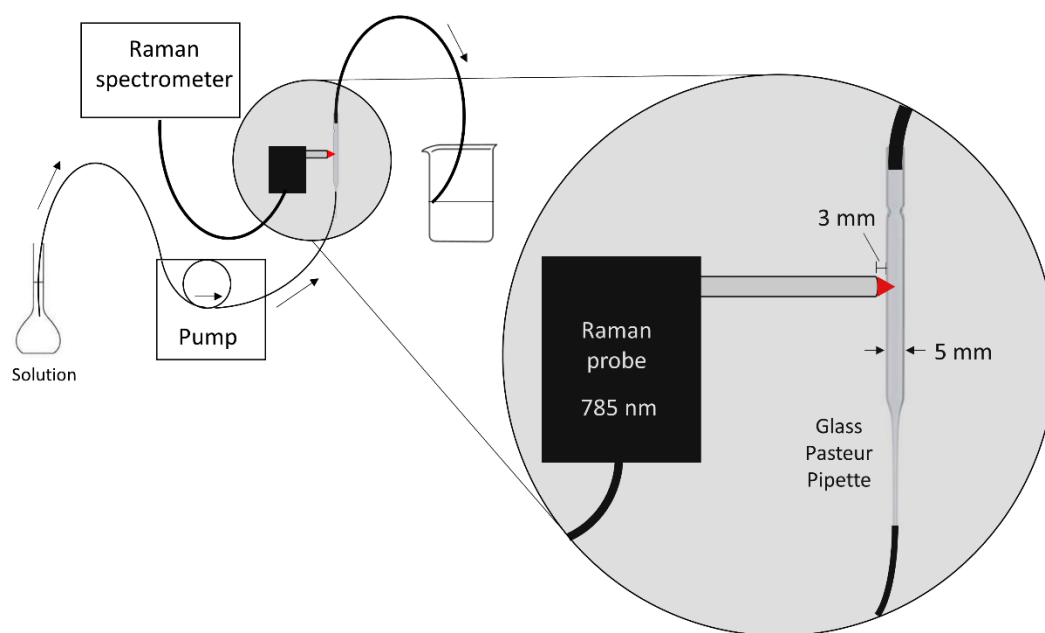 Raman
spectrometer
Pump
Solution
3 mm
Raman
probe
785 nm
5 mm
Glass
Pasteur
Pipette